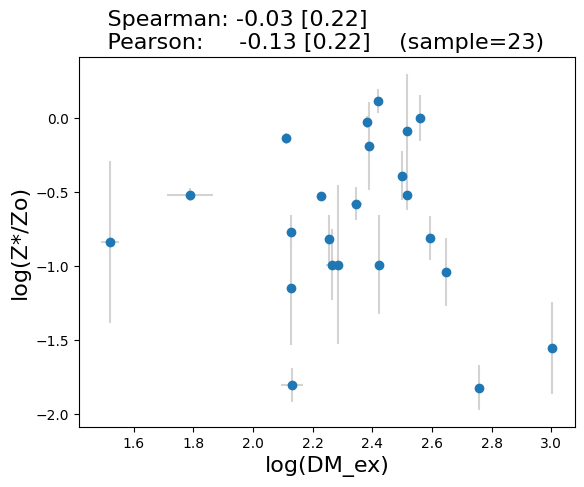 Spearman: -0.03 [0.22]
Pearson: -0.13 [0.22] (sample=23)
0.0
−0.5
−1.0
−1.5
−2.0
log(Z*/Zo)
1.6 1.8 2.0 2.2 2.4 2.6 2.8 3.0
log(DM_ex)